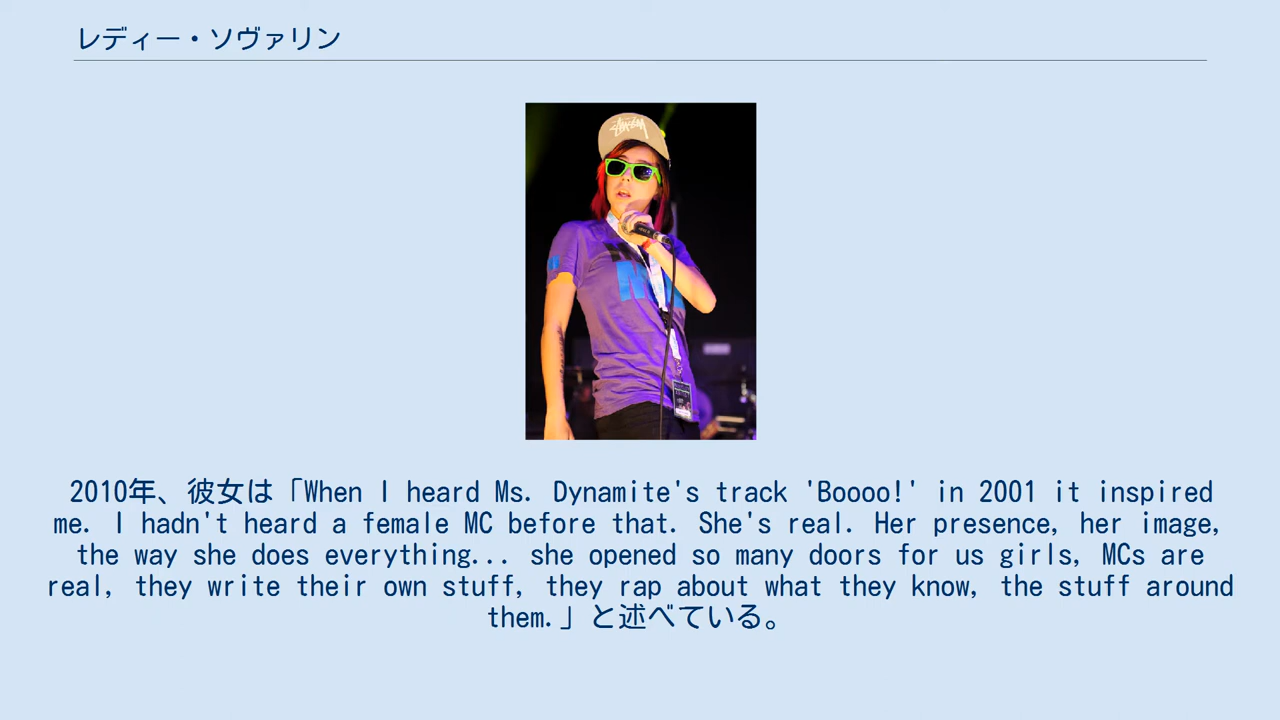 レディー・ソヴァリン
2010年、彼女は「When I heard Ms. Dynamite's track 'Boooo!' in 2001 it inspired
me. I hadn't heard a female MC before that. She's real. Her presence, her image,
the way she does everything... she opened so many doors for us girls, MCs are
real, they write their own stuff, they rap about what they know, the stuff around
them.」と述べている。